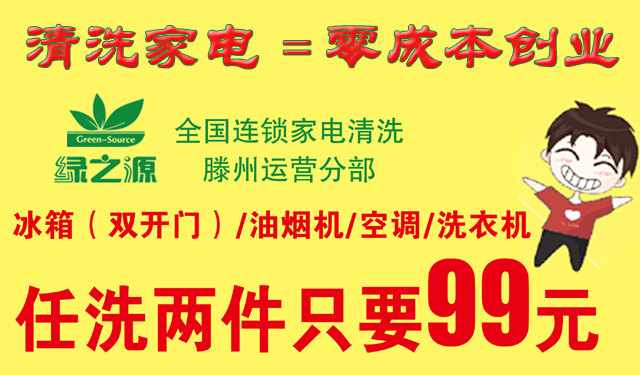 清洗家电 = 零成本创业
Green-Source
绿之源
全国连锁家电清洗
滕州运营分部
冰箱（双开门）/油烟机/空调/洗衣机
任洗两件只要99元